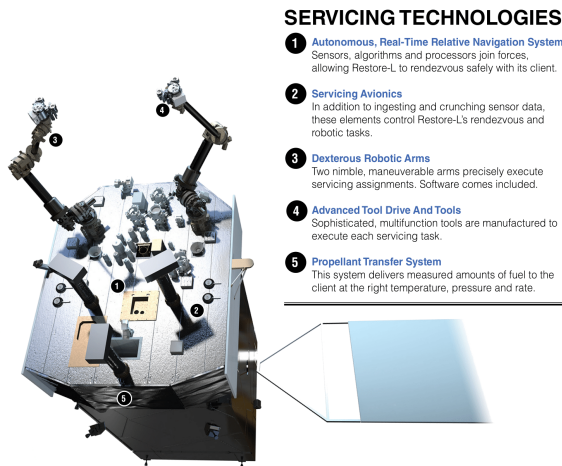 SERVICING TECHNOLOGIES
1 Autonomous, Real-Time Relative Navigation System
Sensors, algorithms and processors join forces,
allowing Restore-L to rendezvous safely with its client.
2 Servicing Avionics
In addition to ingesting and crunching sensor data,
these elements control Restore-L's rendezvous and
robotic tasks.
3 Dexterous Robotic Arms
Two nimble, maneuverable arms precisely execute
servicing assignments. Software comes included.
4 Advanced Tool Drive And Tools
Sophisticated, multifunction tools are manufactured to
execute each servicing task.
5 Propellant Transfer System
This system delivers measured amounts of fuel to the
client at the right temperature, pressure and rate.
4
3
1
2
5